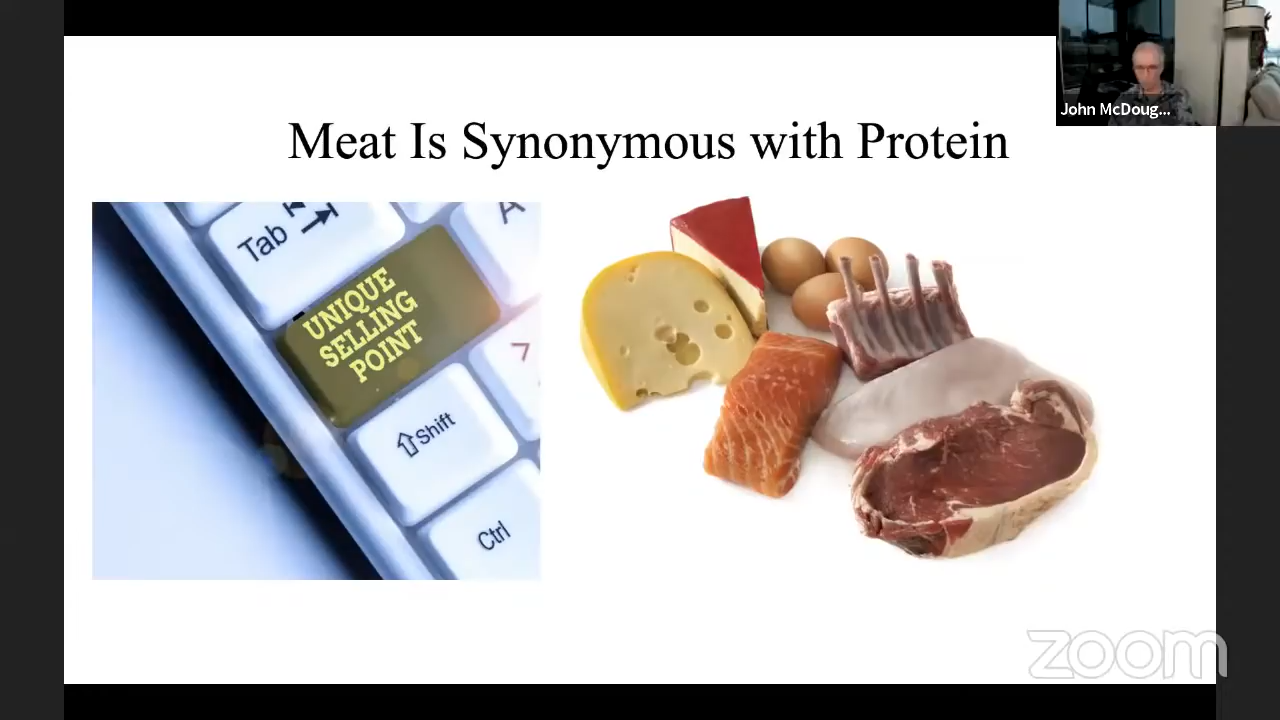 John McDoug...
Meat Is Synonymous with Protein
Tab
A
UNIQUE
SELLING
POINT
>
Shift
Ctrl
zoom